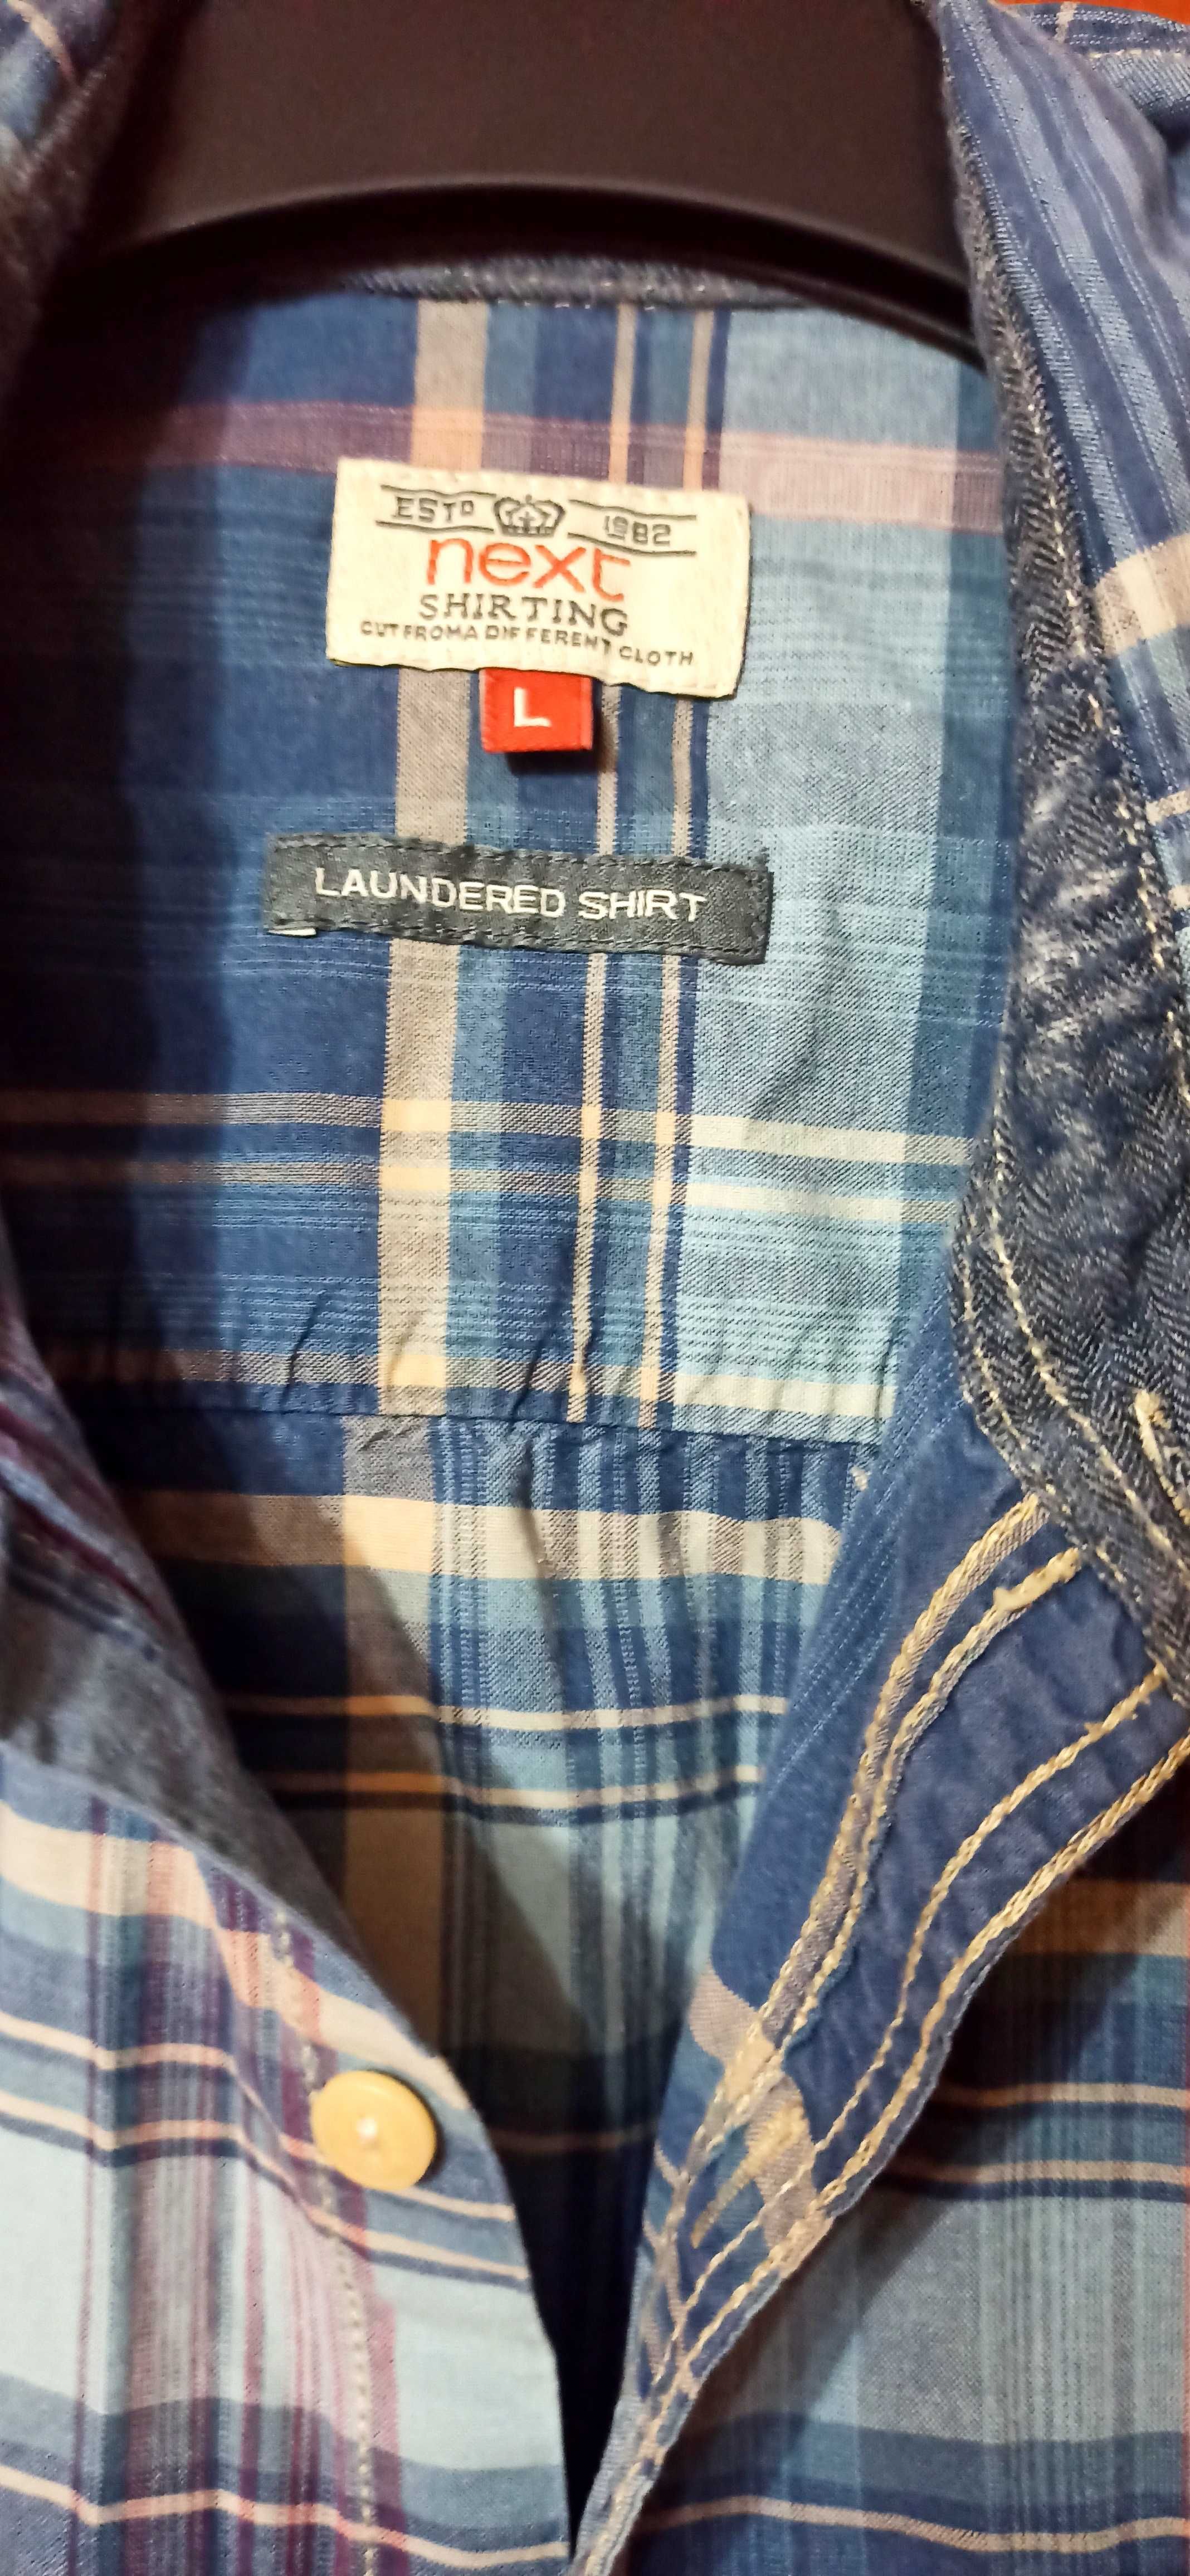 ESTD 1982
next
SHIRTING
CUT FROM A DIFFERENT CLOTH
L
LAUNDERED SHIRT